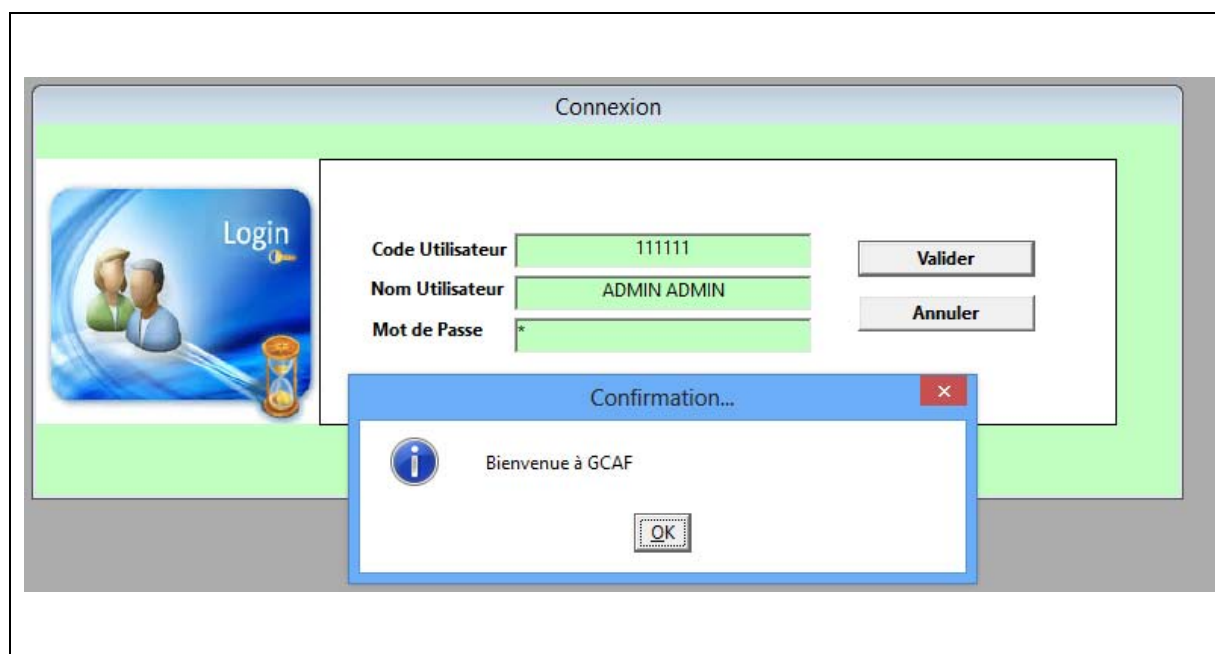 Connexion
Login
Code Utilisateur 111111
Valider
Nom Utilisateur ADMIN ADMIN
Annuler
Mot de Passe *
Confirmation...
Bienvenue à GCAF
OK